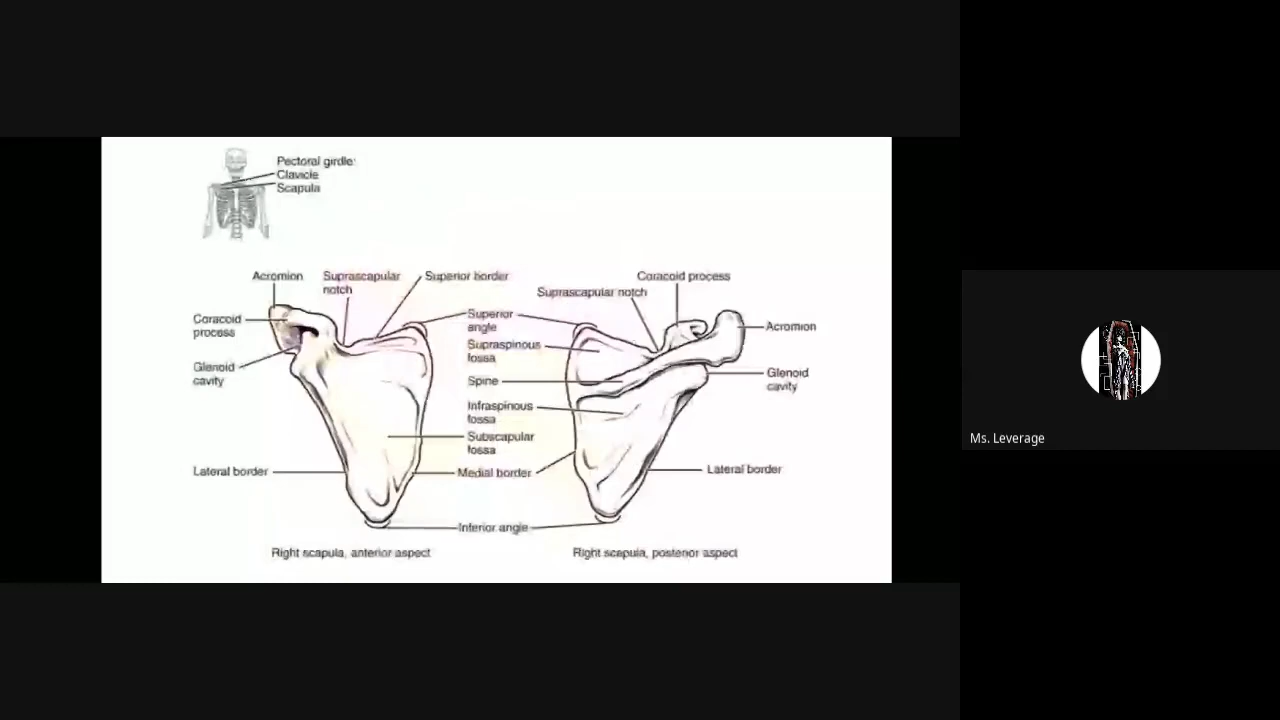 Pectoral girdle:
Clavicle
Scapula
Acromion
Suprascapular
notch
Superior border
Coracoid process
Suprascapular notch
Coracoid
process
Superior
angle
Acromion
Supraspinous
fossa
Glenoid
cavity
Spine
Glenoid
cavity
Infraspinous
fossa
Subscapular
fossa
Lateral border
Medial border
Lateral border
Inferior angle
Right scapula, anterior aspect
Right scapula, posterior aspect
Ms. Leverage